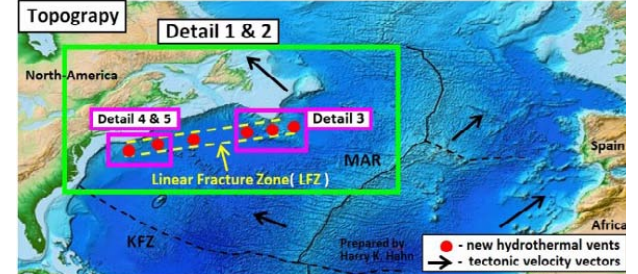 Topograpy
Detail 1 & 2
North-America
Detail 4 & 5
Detail 3
MAR
Linear Fracture Zone( LFZ )
Spain
KFZ
Africa
Prepared by
Harry K. Hahn
- new hydrothermal vents
- tectonic velocity vectors